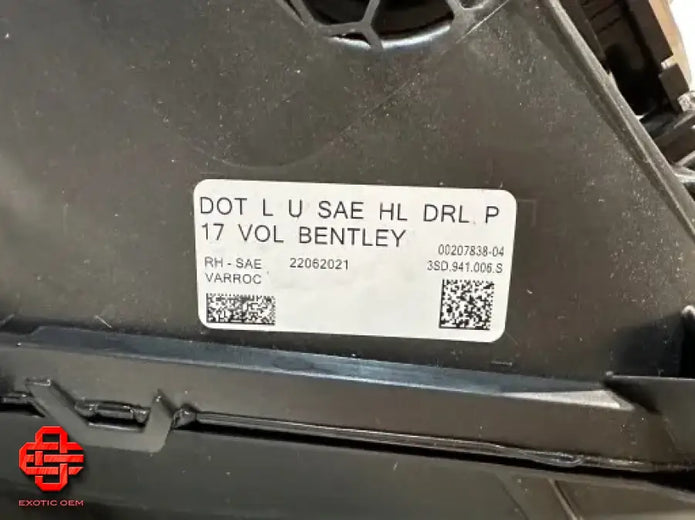 DOT L U SAE HL DRL P
17 VOL BENTLEY
00207838-04
RH - SAE 22062021 3SD.941.006.S
VARROC
EXOTIC OEM